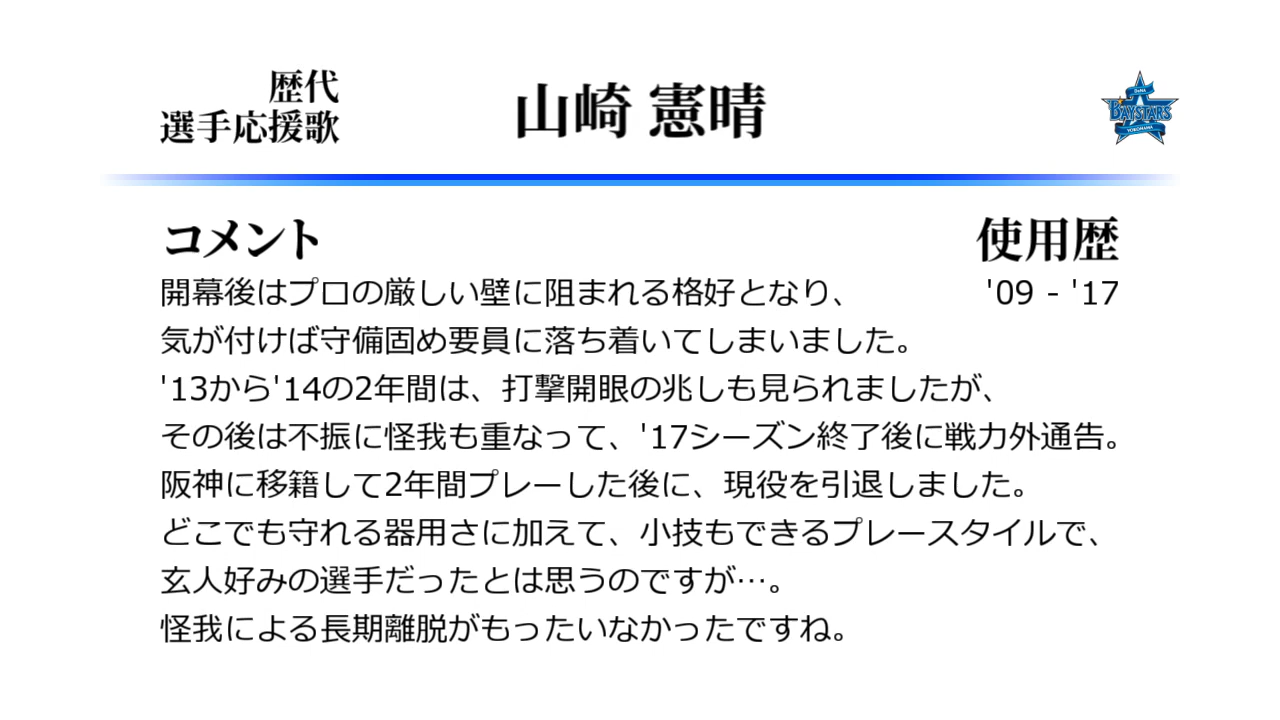 歴代
選手応援歌
山崎 憲晴
DeNA
BAYSTARS
YOKOHAMA
コメント
使用歴
開幕後はプロの厳しい壁に阻まれる格好となり、
'09 - '17
気が付けば守備固め要員に落ち着いてしまいました。
'13から'14の2年間は、打撃開眼の兆しも見られましたが、
その後は不振に怪我も重なって、'17シーズン終了後に戦力外通告。
阪神に移籍して2年間プレーした後に、現役を引退しました。
どこでも守れる器用さに加えて、小技もできるプレースタイルで、
玄人好みの選手だったとは思うのですが…。
怪我による長期離脱がもったいなかったですね。